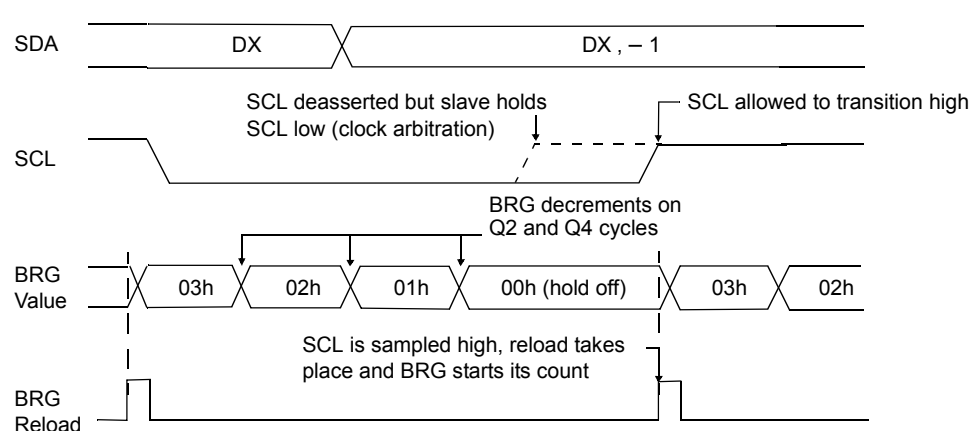 SDA
DX
DX , – 1
SCL deasserted but slave holds
SCL low (clock arbitration)
SCL allowed to transition high
SCL
BRG decrements on
Q2 and Q4 cycles
BRG
Value
03h
02h
01h
00h (hold off)
03h
02h
SCL is sampled high, reload takes
place and BRG starts its count
BRG
Reload